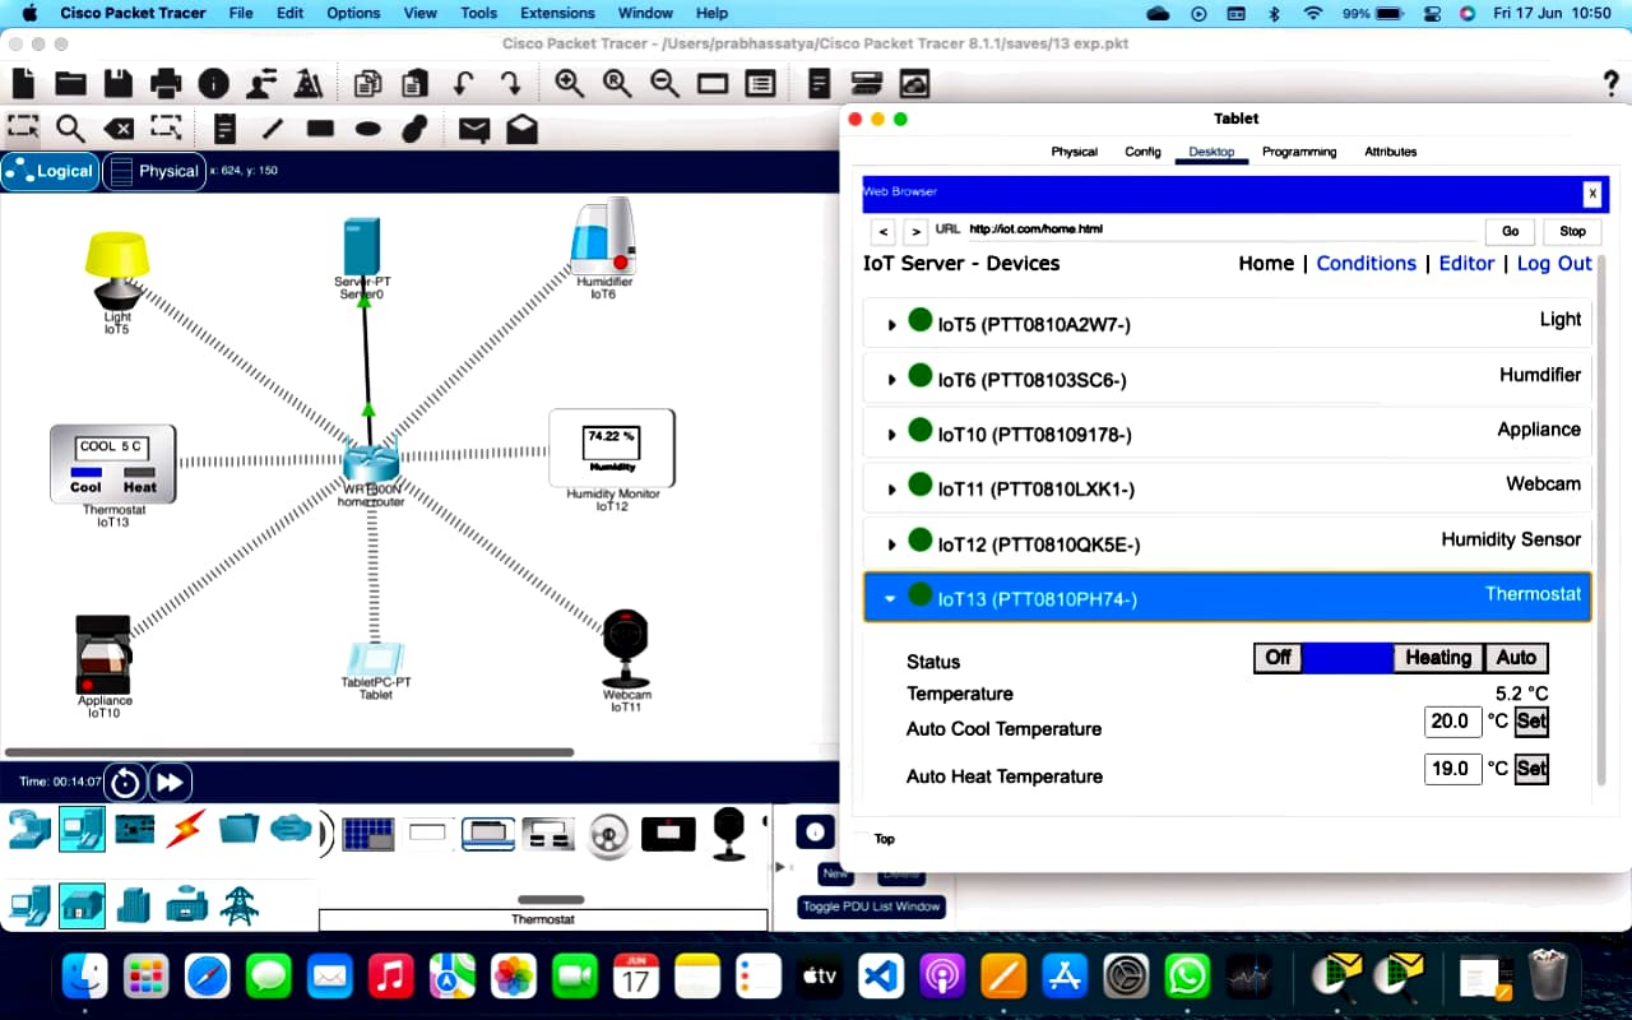 Cisco Packet Tracer File Edit Options View Tools Extensions Window Help 99% Fri 17 Jun 10:50
Cisco Packet Tracer - /Users/prabhassatya/Cisco Packet Tracer 8.1.1/saves/13 exp.pkt
?
Logical Physical x: 624, y: 150
Light
IoT5
Server-PT
Server0
Humidifier
IoT6
COOL 5 C
Cool Heat
Thermostat
IoT13
WRT300N
home router
74.22 %
Humidity
Humidity Monitor
IoT12
Appliance
IoT10
TabletPC-PT
Tablet
Webcam
IoT11
Time: 00:14:07
Thermostat
New Delete
Toggle PDU List Window
Tablet
Physical Config Desktop Programming Attributes
Web Browser X
< > URL http://iot.com/home.html Go Stop
IoT Server - Devices Home | Conditions | Editor | Log Out
IoT5 (PTT0810A2W7-) Light
IoT6 (PTT08103SC6-) Humdifier
IoT10 (PTT08109178-) Appliance
IoT11 (PTT0810LXK1-) Webcam
IoT12 (PTT0810QK5E-) Humidity Sensor
IoT13 (PTT0810PH74-) Thermostat
Status Off Heating Auto
Temperature 5.2 °C
Auto Cool Temperature 20.0 °C Set
Auto Heat Temperature 19.0 °C Set
Top
JUN
17
tv